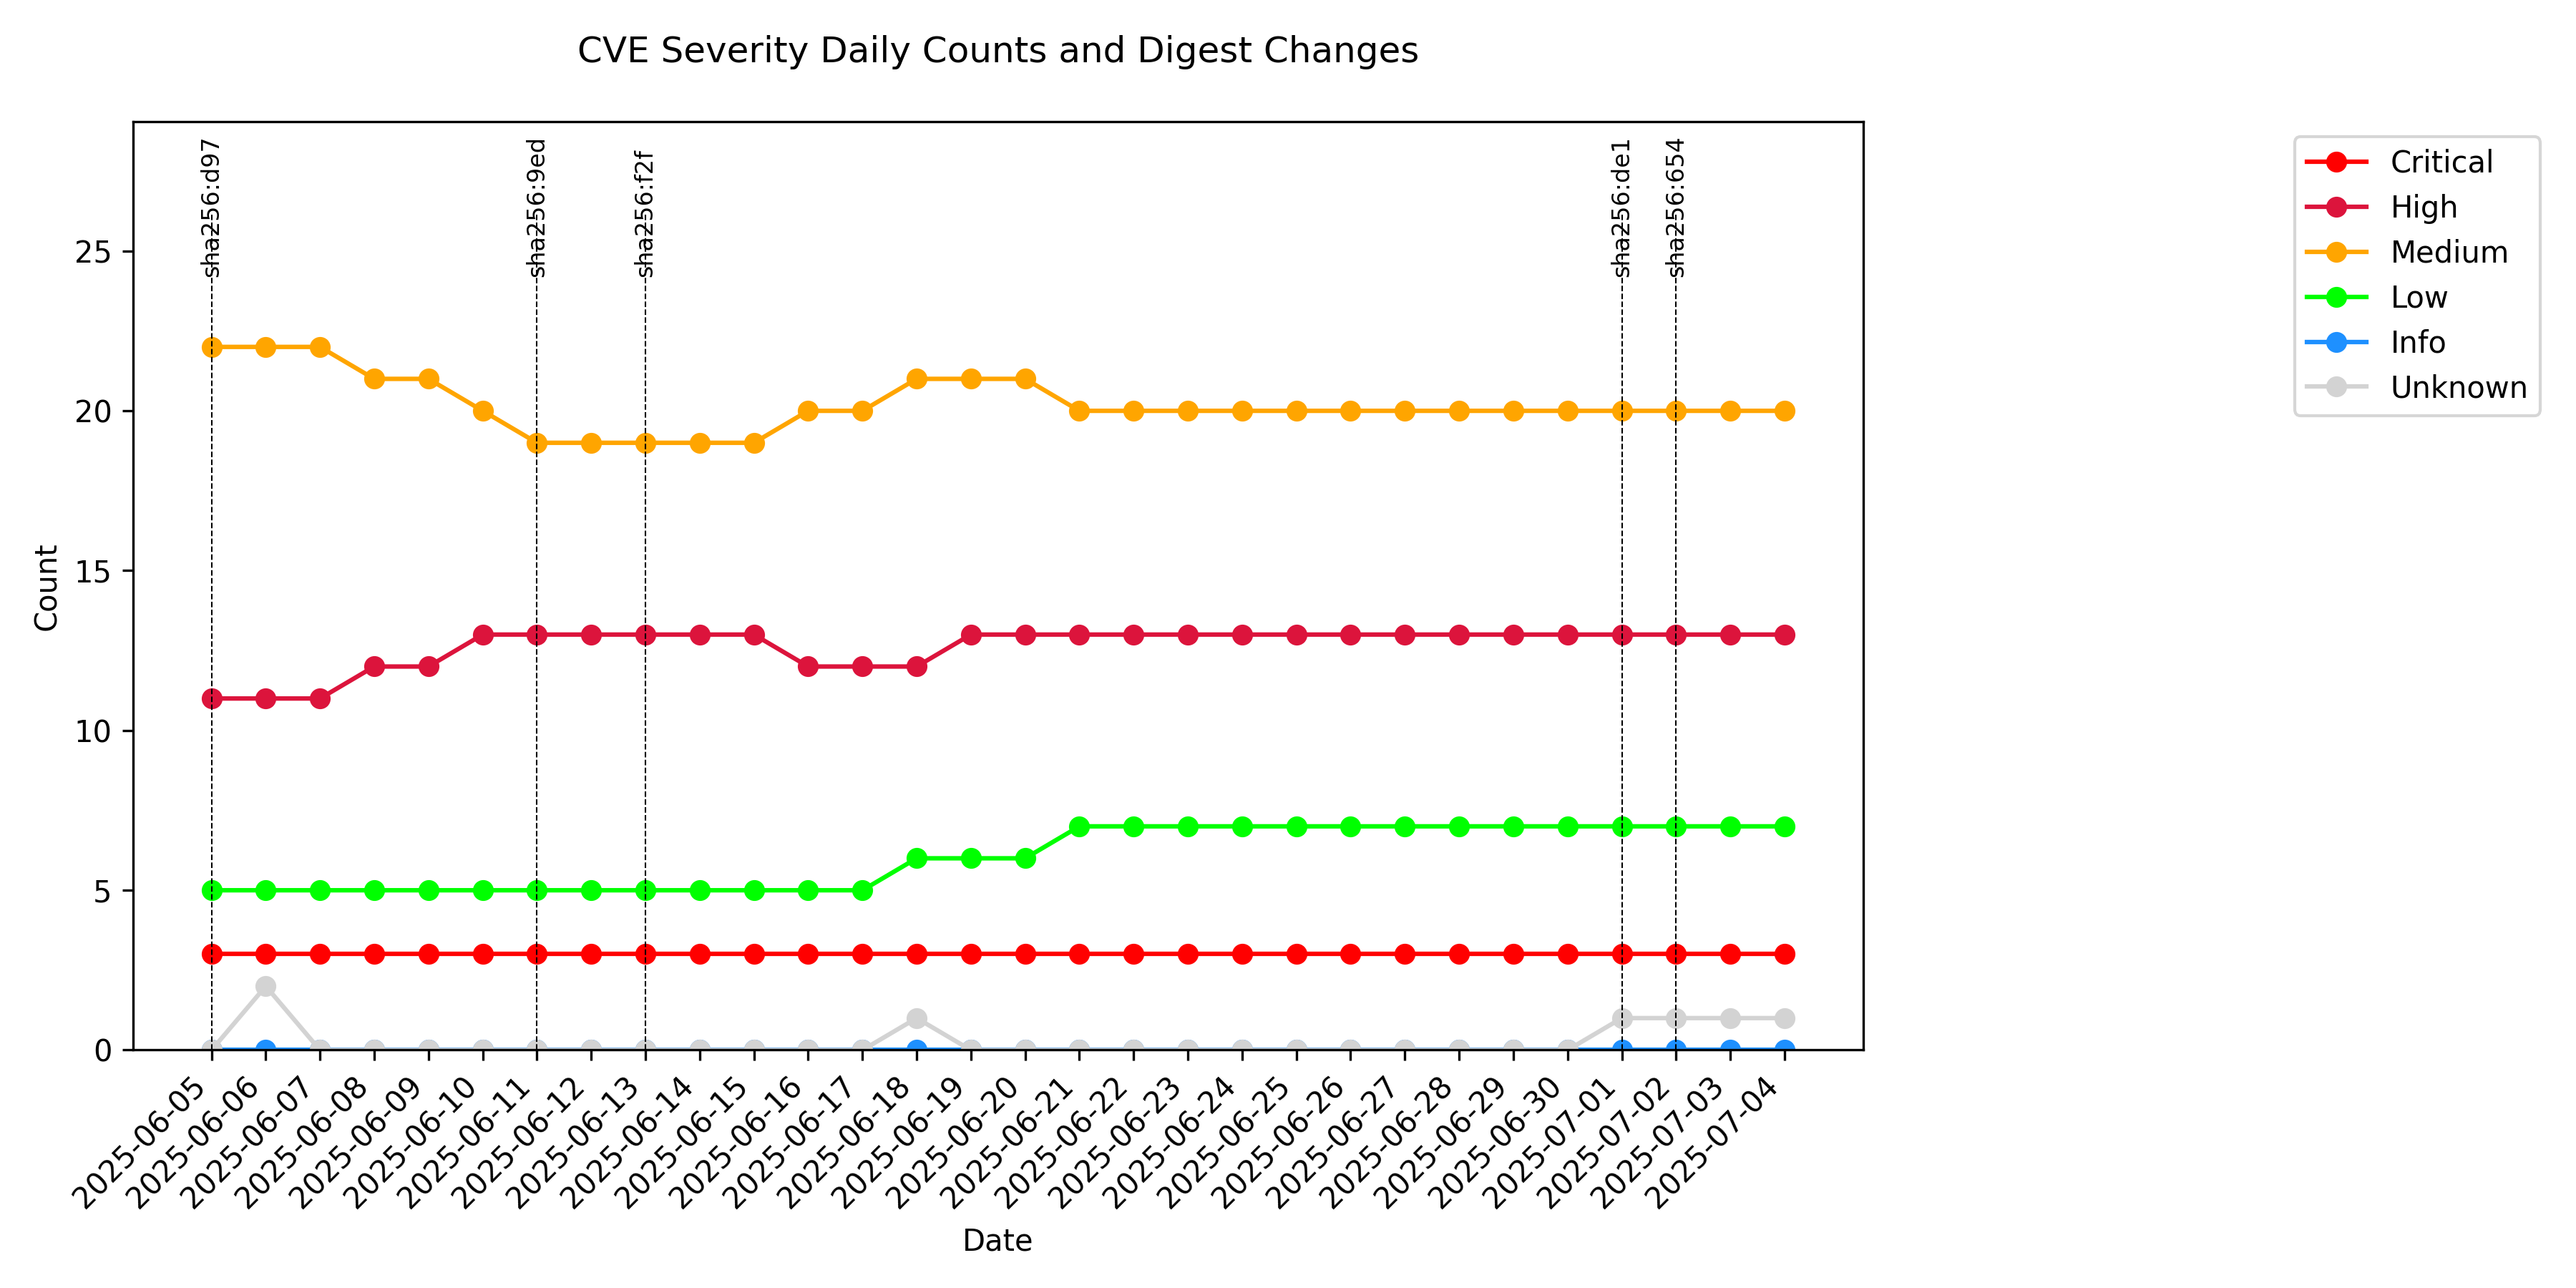 CVE Severity Daily Counts and Digest Changes
sha256:d97
sha256:9ed
sha256:f2f
sha256:de1
sha256:654
Critical
High
Medium
Low
Info
Unknown
Count
25
20
15
10
5
0
2025-06-05
2025-06-06
2025-06-07
2025-06-08
2025-06-09
2025-06-10
2025-06-11
2025-06-12
2025-06-13
2025-06-14
2025-06-15
2025-06-16
2025-06-17
2025-06-18
2025-06-19
2025-06-20
2025-06-21
2025-06-22
2025-06-23
2025-06-24
2025-06-25
2025-06-26
2025-06-27
2025-06-28
2025-06-29
2025-06-30
2025-07-01
2025-07-02
2025-07-03
2025-07-04
Date